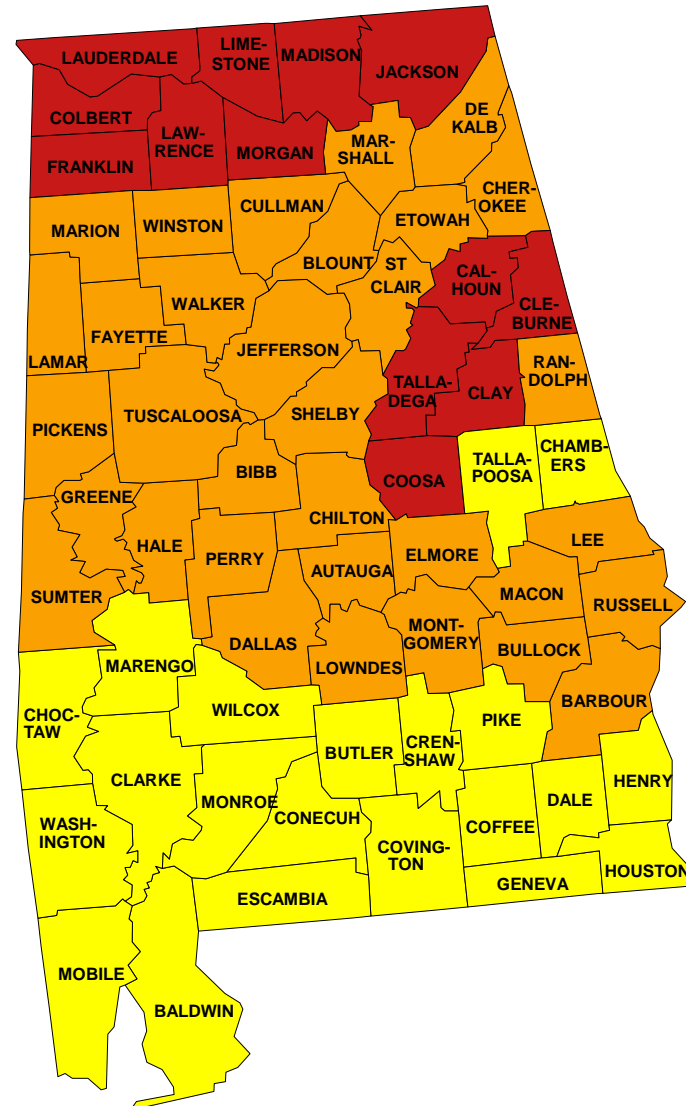 LAUDERDALE
LIME-
STONE
MADISON
JACKSON
COLBERT
LAW-
RENCE
FRANKLIN
MORGAN
MAR-
SHALL
DE
KALB
CHER-
OKEE
MARION
WINSTON
CULLMAN
ETOWAH
BLOUNT
ST
CLAIR
CAL-
HOUN
CLE-
BURNE
LAMAR
FAYETTE
WALKER
JEFFERSON
TALLA-
DEGA
CLAY
RAN-
DOLPH
PICKENS
TUSCALOOSA
SHELBY
BIBB
COOSA
TALLA-
POOSA
CHAMB-
ERS
GREENE
HALE
PERRY
CHILTON
AUTAUGA
ELMORE
LEE
SUMTER
MACON
RUSSELL
MARENGO
DALLAS
LOWNDES
MONT-
GOMERY
BULLOCK
BARBOUR
CHOC-
TAW
WILCOX
BUTLER
CREN-
SHAW
PIKE
CLARKE
MONROE
CONECUH
HENRY
DALE
WASH-
INGTON
COVING-
TON
COFFEE
ESCAMBIA
GENEVA
HOUSTON
MOBILE
BALDWIN